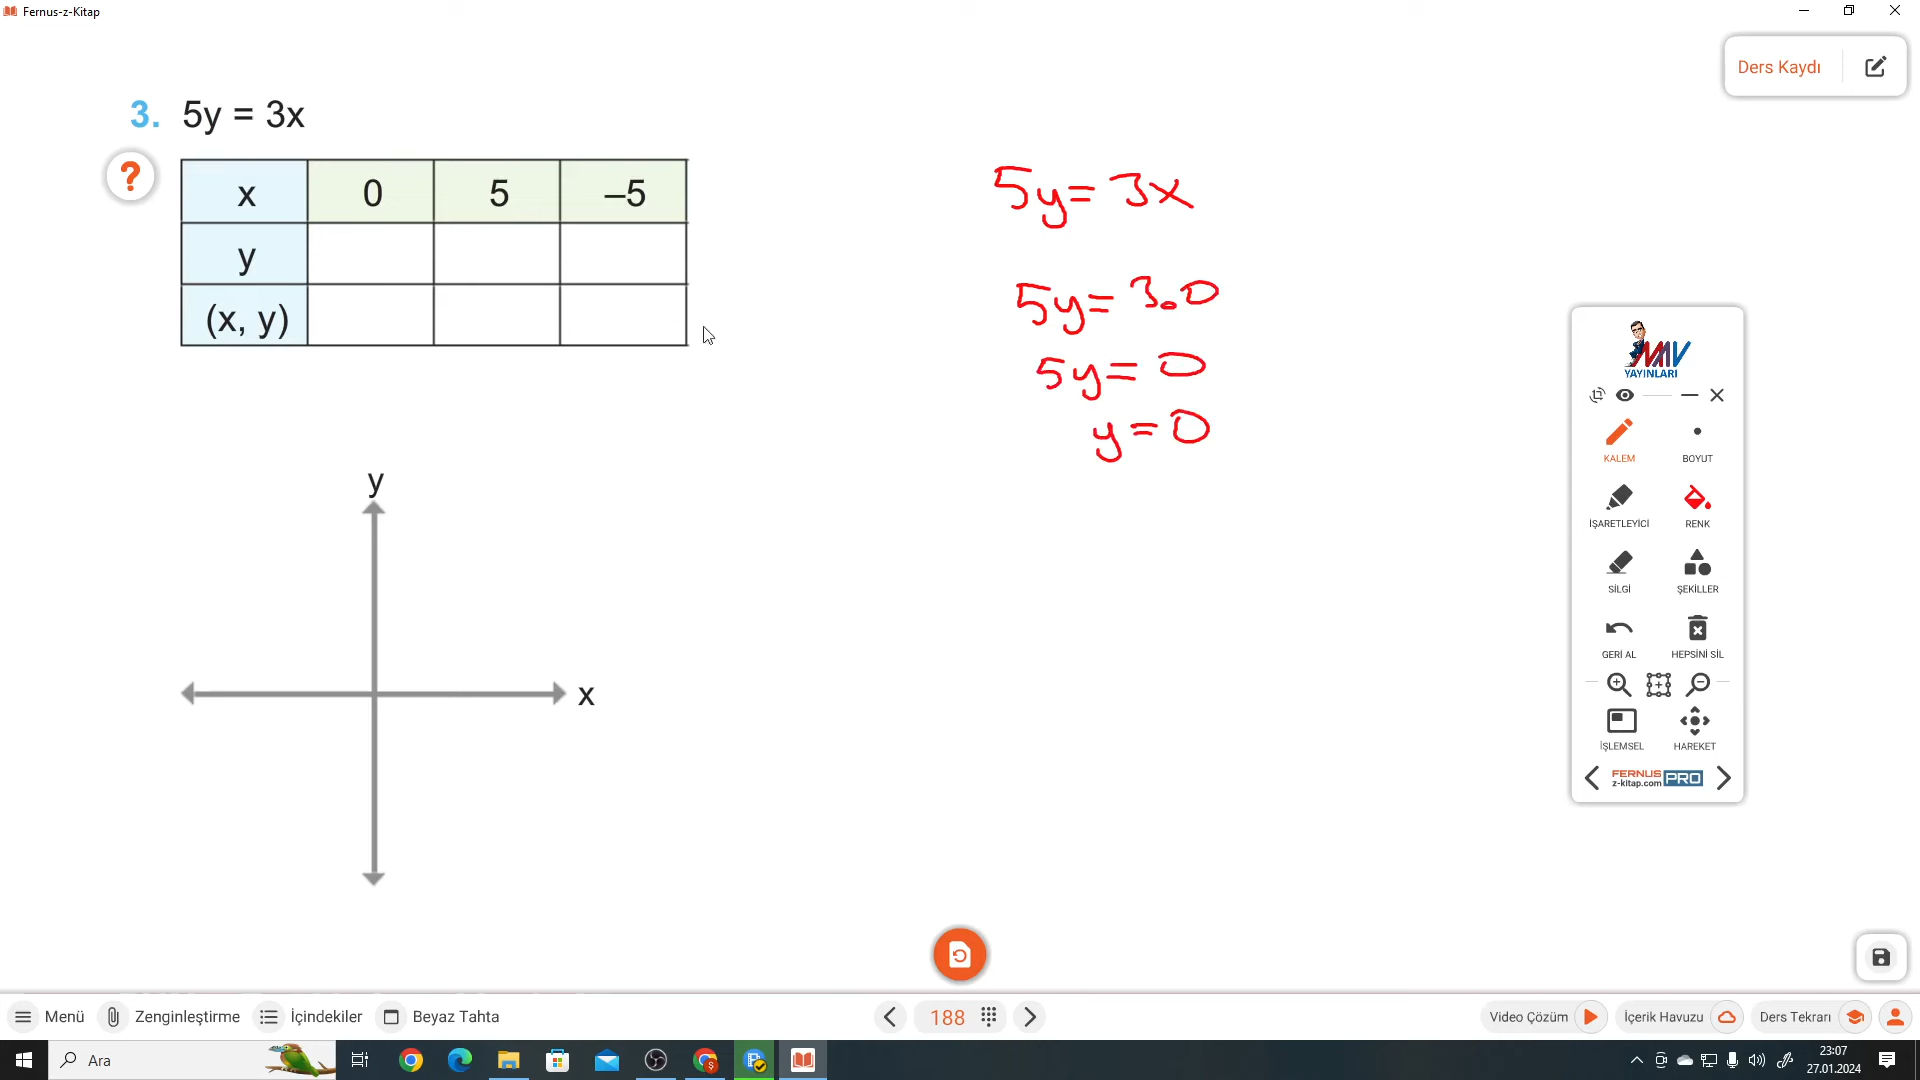 Fernus-z-Kitap
Ders Kaydı
3. 5y = 3x
?
x 0 5 –5
y
(x, y)
5y = 3x
5y = 3.0
5y = 0
y = 0
y
x
MAV
YAYINLARI
KALEM BOYUT
İŞARETLEYİCİ RENK
SİLGİ ŞEKİLLER
GERİ AL HEPSİNİ SİL
İŞLEMSEL HAREKET
FERNUS
z-kitap.com PRO
Menü Zenginleştirme İçindekiler Beyaz Tahta 188 Video Çözüm İçerik Havuzu Ders Tekrarı
Ara
23:07
27.01.2024